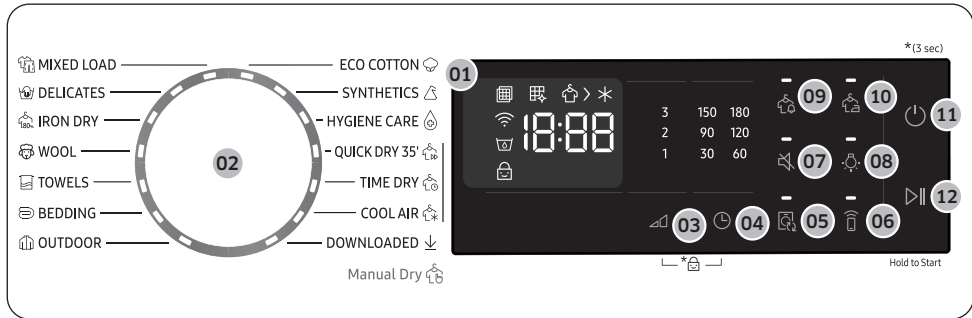 *(3 sec)
MIXED LOAD
DELICATES
IRON DRY
WOOL
TOWELS
BEDDING
OUTDOOR
02
ECO COTTON
SYNTHETICS
HYGIENE CARE
QUICK DRY 35'
TIME DRY
COOL AIR
DOWNLOADED
Manual Dry
01
18:88
3 150 180
2 90 120
1 30 60
09
10
11
07
08
12
03
04
05
06
*
Hold to Start